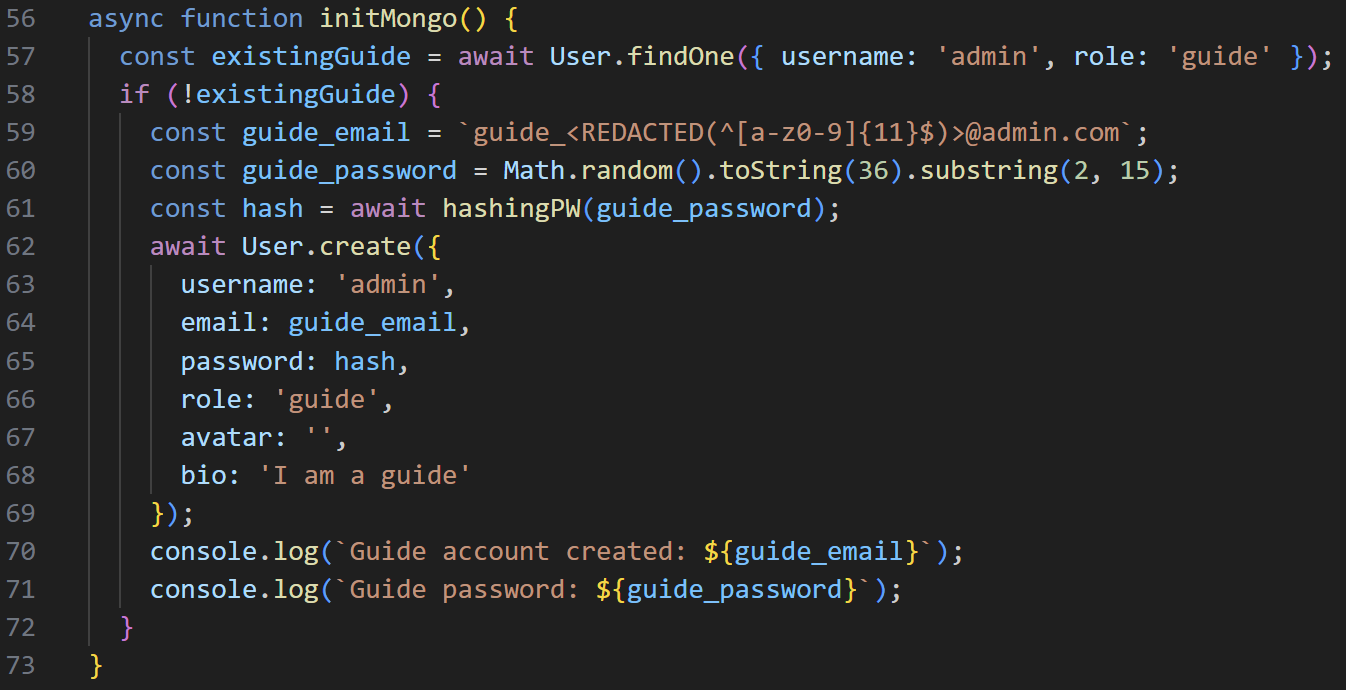 56 async function initMongo() {
57 const existingGuide = await User.findOne({ username: 'admin', role: 'guide' });
58 if (!existingGuide) {
59 const guide_email = `guide_<REDACTED(^[a-z0-9]{11}$)>@admin.com`;
60 const guide_password = Math.random().toString(36).substring(2, 15);
61 const hash = await hashingPW(guide_password);
62 await User.create({
63 username: 'admin',
64 email: guide_email,
65 password: hash,
66 role: 'guide',
67 avatar: '',
68 bio: 'I am a guide'
69 });
70 console.log(`Guide account created: ${guide_email}`);
71 console.log(`Guide password: ${guide_password}`);
72 }
73 }